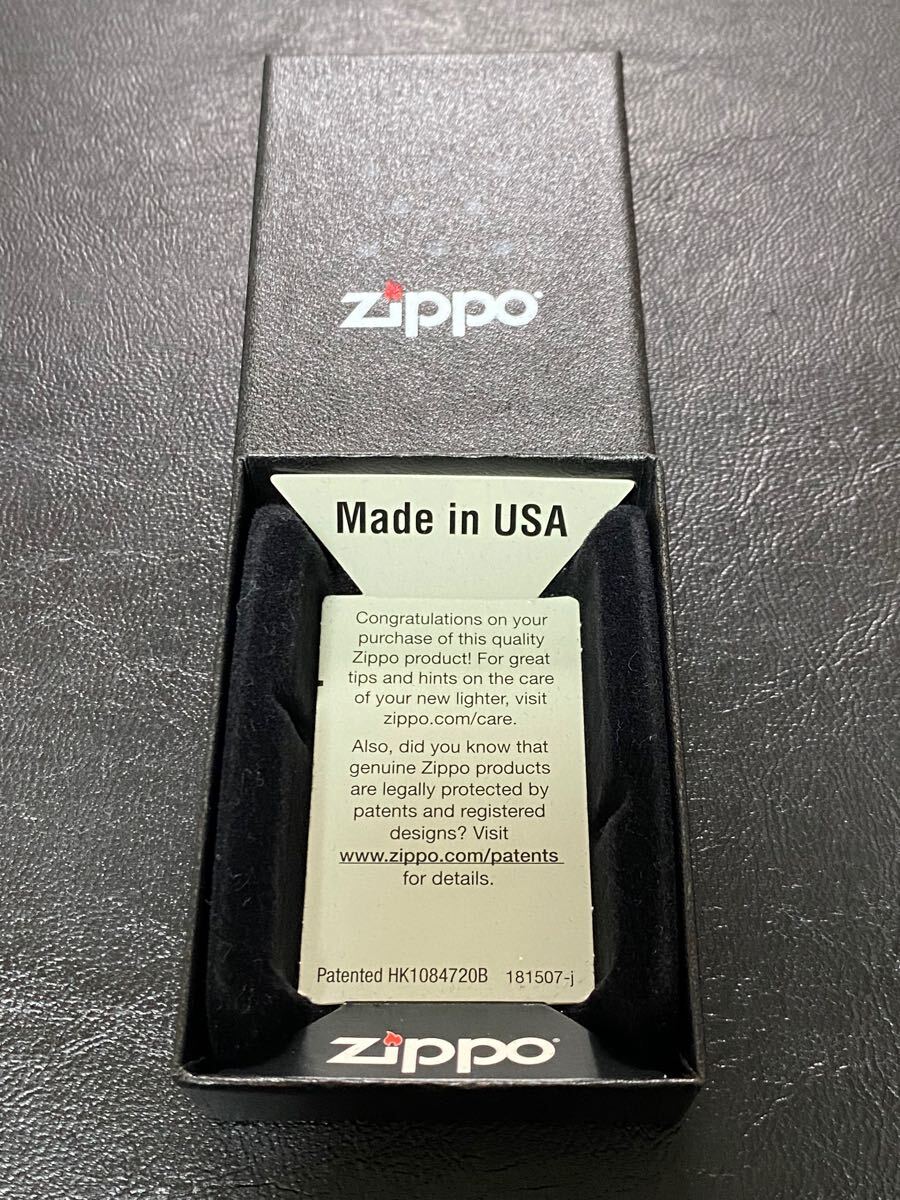 Zippo
Made in USA
Congratulations on your
purchase of this quality
Zippo product! For great
tips and hints on the care
of your new lighter, visit
zippo.com/care.
Also, did you know that
genuine Zippo products
are legally protected by
patents and registered
designs? Visit
www.zippo.com/patents
for details.
Patented HK1084720B 181507-j
Zippo